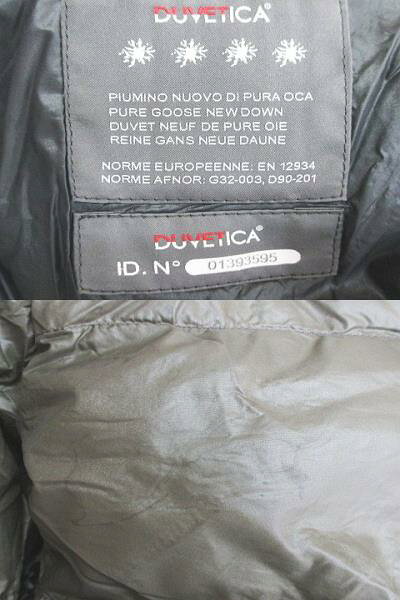 DUVETICA®
PIUMINO NUOVO DI PURA OCA
PURE GOOSE NEW DOWN
DUVET NEUF DE PURE OIE
REINE GANS NEUE DAUNE
NORME EUROPEENNE: EN 12934
NORME AFNOR: G32-003, D90-201
DUVETICA®
ID. N° 01393595